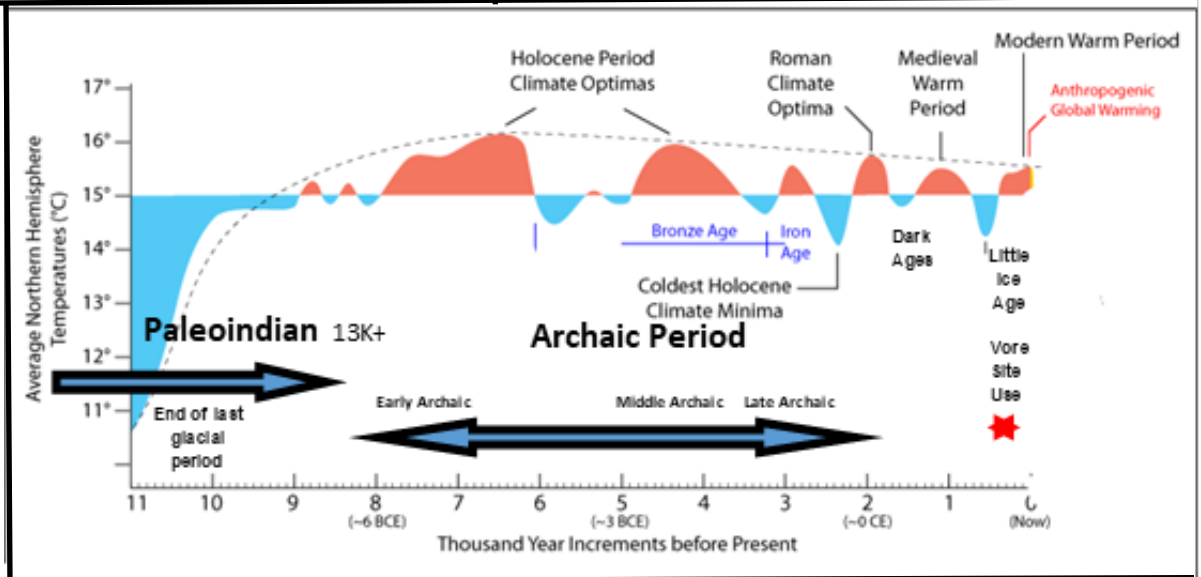 Modern Warm Period
Holocene Period
Climate Optimas
Roman
Climate
Optima
Medieval
Warm
Period
Anthropogenic
Global Warming
17°
16°
15°
14°
13°
12°
11°
Average Northern Hemisphere
Temperatures (°C)
Bronze Age
Iron
Age
Dark
Ages
Coldest Holocene
Climate Minima
Little
Ice
Age
Paleoindian 13K+
Archaic Period
Vore
Site
Use
End of last
glacial
period
Early Archaic
Middle Archaic
Late Archaic
11 10 9 8 7 6 5 4 3 2 1 0
(~6 BCE) (~3 BCE) (~0 CE) (Now)
Thousand Year Increments before Present